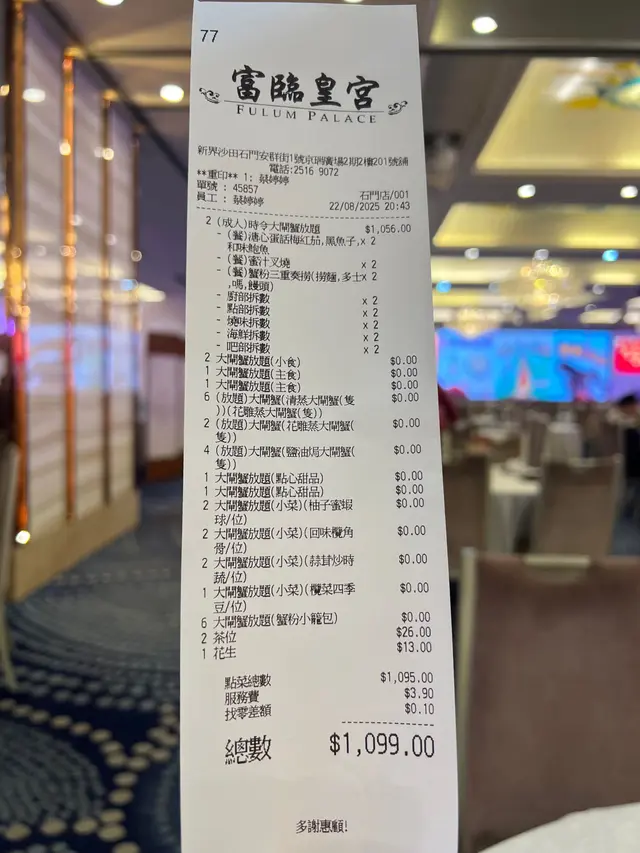 77
富臨皇宮
FULUM PALACE
新界沙田石門安群街1號京瑞廣場2期2樓201號舖
電話:2516 9072
**重印** 1: 蔡婷婷
單號 : 45857 石門店/001
員工 : 蔡婷婷 22/08/2025 20:43
2 (成人)時令大閘蟹放題 $1,056.00
- (餐)溏心蛋話梅紅茄,黑魚子, x 2
和味鮑魚
- (餐)蜜汁叉燒 x 2
- (餐)蟹粉三重奏撈(撈麵,多士 x 2
,嗎,饅頭)
- 廚部拆數 x 2
- 點部拆數 x 2
- 燒味拆數 x 2
- 海鮮拆數 x 2
- 吧部拆數 x 2
2 大閘蟹放題(小食) $0.00
1 大閘蟹放題(主食) $0.00
1 大閘蟹放題(主食) $0.00
6 (放題)大閘蟹(清蒸大閘蟹(隻 $0.00
))(花雕蒸大閘蟹(隻))
2 (放題)大閘蟹(花雕蒸大閘蟹( $0.00
隻))
4 (放題)大閘蟹(鹽油焗大閘蟹( $0.00
隻))
1 大閘蟹放題(點心甜品) $0.00
1 大閘蟹放題(點心甜品) $0.00
2 大閘蟹放題(小菜)(柚子蜜蝦 $0.00
球/位)
2 大閘蟹放題(小菜)(回味欖角 $0.00
骨/位)
2 大閘蟹放題(小菜)(蒜茸炒時 $0.00
蔬/位)
1 大閘蟹放題(小菜)(欖菜四季 $0.00
豆/位)
6 大閘蟹放題(蟹粉小籠包) $0.00
2 茶位 $26.00
1 花生 $13.00
點菜總數 $1,095.00
服務費 $3.90
找零差額 $0.10
總數 $1,099.00
多謝惠顧!